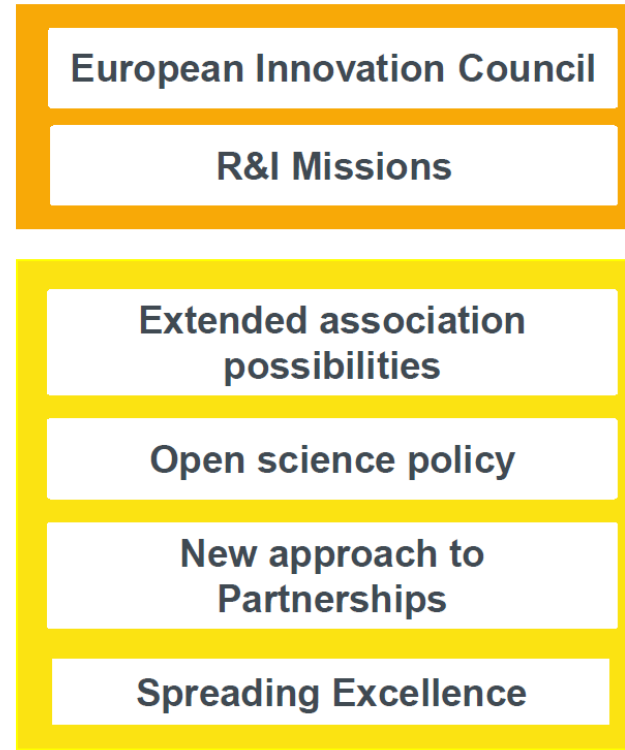 European Innovation Council
R&I Missions
Extended association
possibilities
Open science policy
New approach to
Partnerships
Spreading Excellence